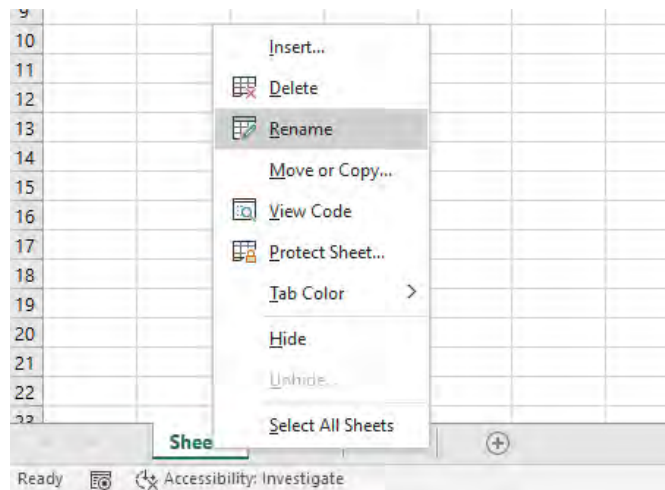 9
10
Insert...
11
Delete
12
13
Rename
14
Move or Copy...
15
16
View Code
17
Protect Sheet...
18
Tab Color
19
20
Hide
21
Unhide...
22
23
Select All Sheets
Shee
Ready
Accessibility: Investigate